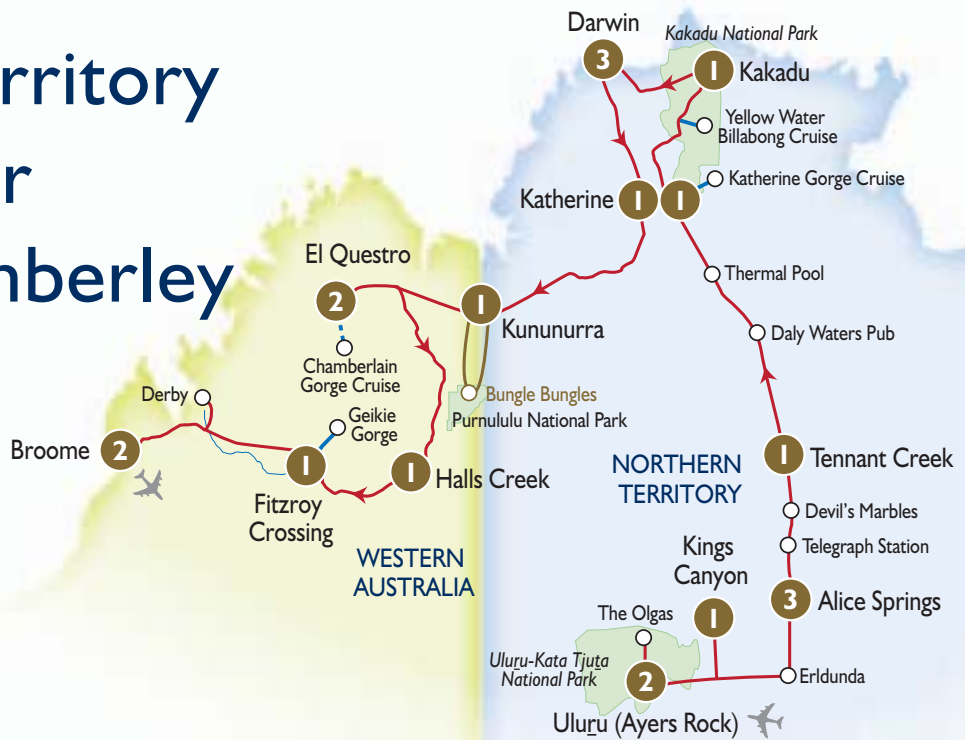 rritory
r
nberley
Darwin
3
Kakadu National Park
1
Kakadu
Yellow Water
Billabong Cruise
Katherine Gorge Cruise
Katherine
1
1
El Questro
2
Thermal Pool
1
Kununurra
Daly Waters Pub
Chamberlain
Gorge Cruise
Derby
Bungle Bungles
Purnululu National Park
Geikie
Gorge
Broome
2
1
Fitzroy
Crossing
1
Halls Creek
NORTHERN
TERRITORY
1
Tennant Creek
Devil's Marbles
Telegraph Station
WESTERN
AUSTRALIA
Kings
Canyon
1
3
Alice Springs
The Olgas
Uluṟu-Kata Tjuṯa
National Park
2
Erldunda
Uluṟu (Ayers Rock)